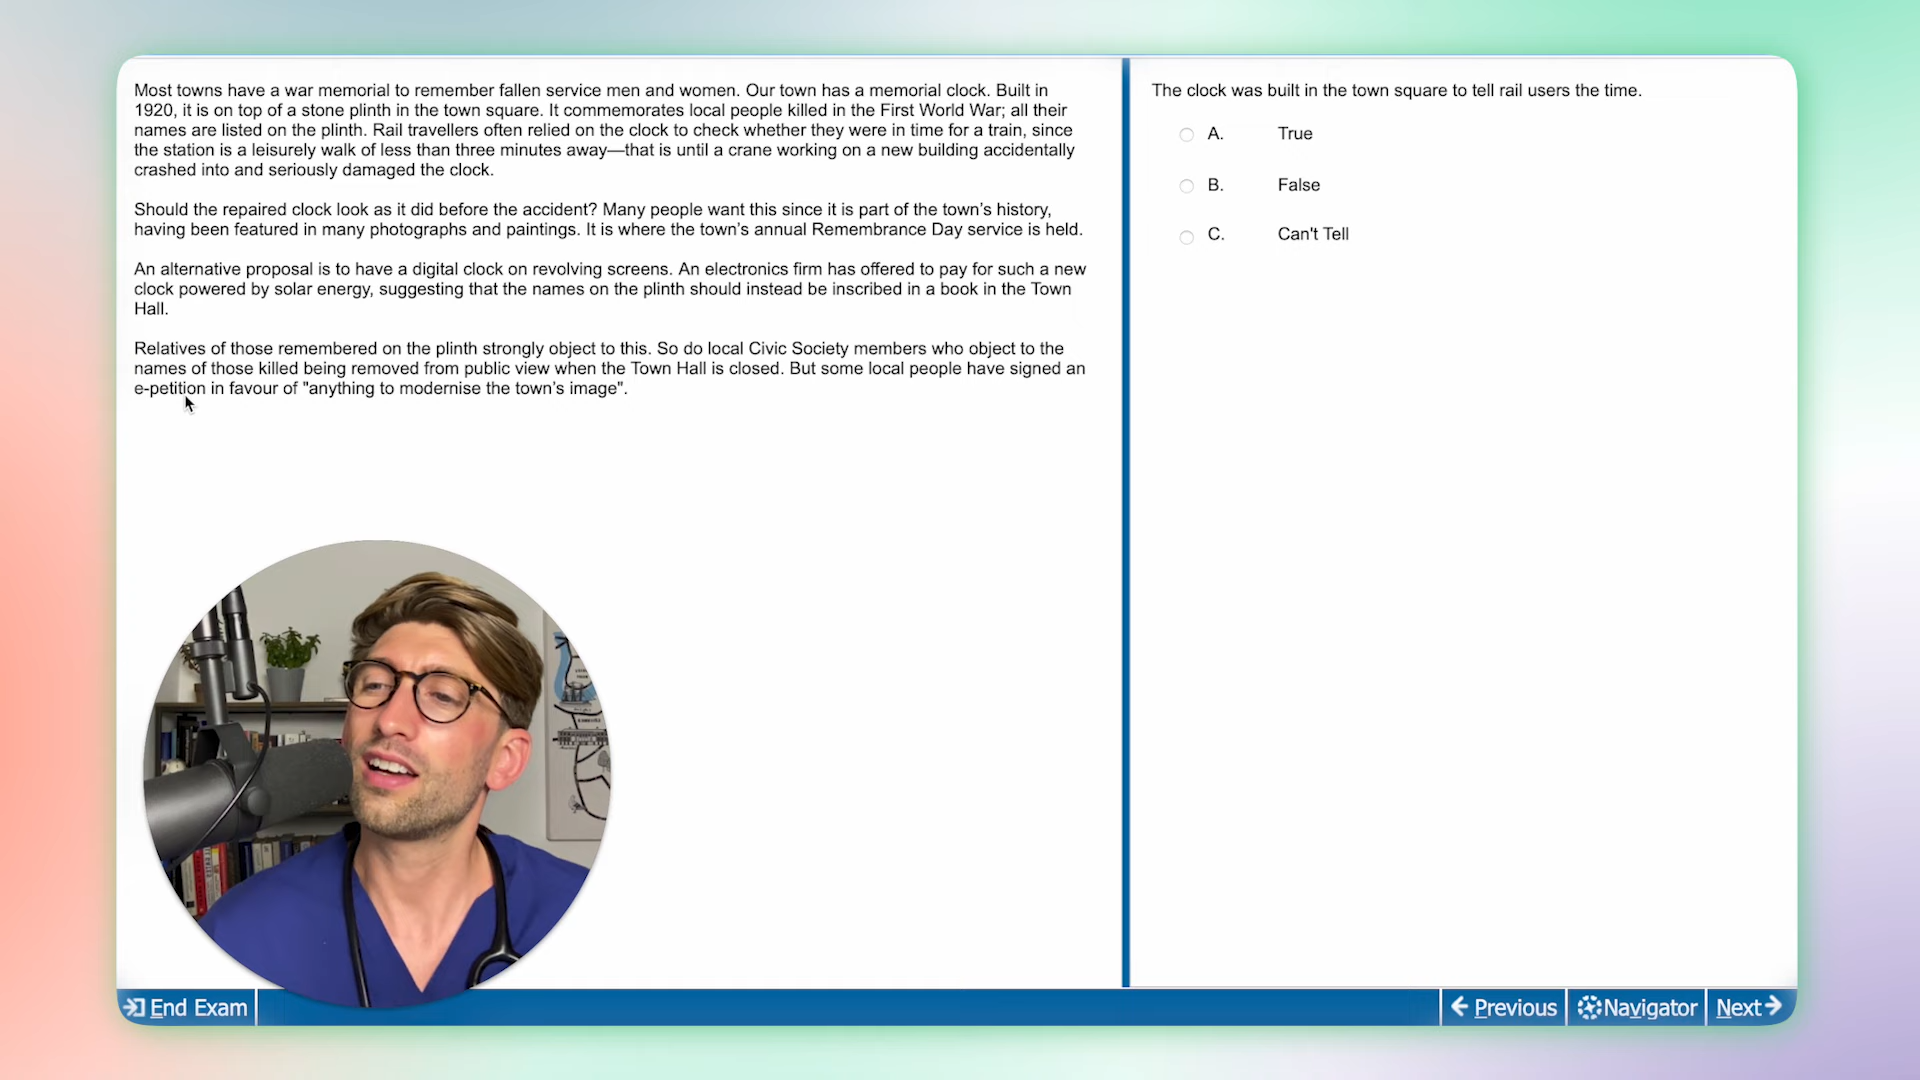 Most towns have a war memorial to remember fallen service men and women. Our town has a memorial clock. Built in
1920, it is on top of a stone plinth in the town square. It commemorates local people killed in the First World War; all their
names are listed on the plinth. Rail travellers often relied on the clock to check whether they were in time for a train, since
the station is a leisurely walk of less than three minutes away—that is until a crane working on a new building accidentally
crashed into and seriously damaged the clock.
Should the repaired clock look as it did before the accident? Many people want this since it is part of the town's history,
having been featured in many photographs and paintings. It is where the town's annual Remembrance Day service is held.
An alternative proposal is to have a digital clock on revolving screens. An electronics firm has offered to pay for such a new
clock powered by solar energy, suggesting that the names on the plinth should instead be inscribed in a book in the Town
Hall.
Relatives of those remembered on the plinth strongly object to this. So do local Civic Society members who object to the
names of those killed being removed from public view when the Town Hall is closed. But some local people have signed an
e-petition in favour of "anything to modernise the town's image".
The clock was built in the town square to tell rail users the time.
A. True
B. False
C. Can't Tell
End Exam
Previous
Navigator
Next